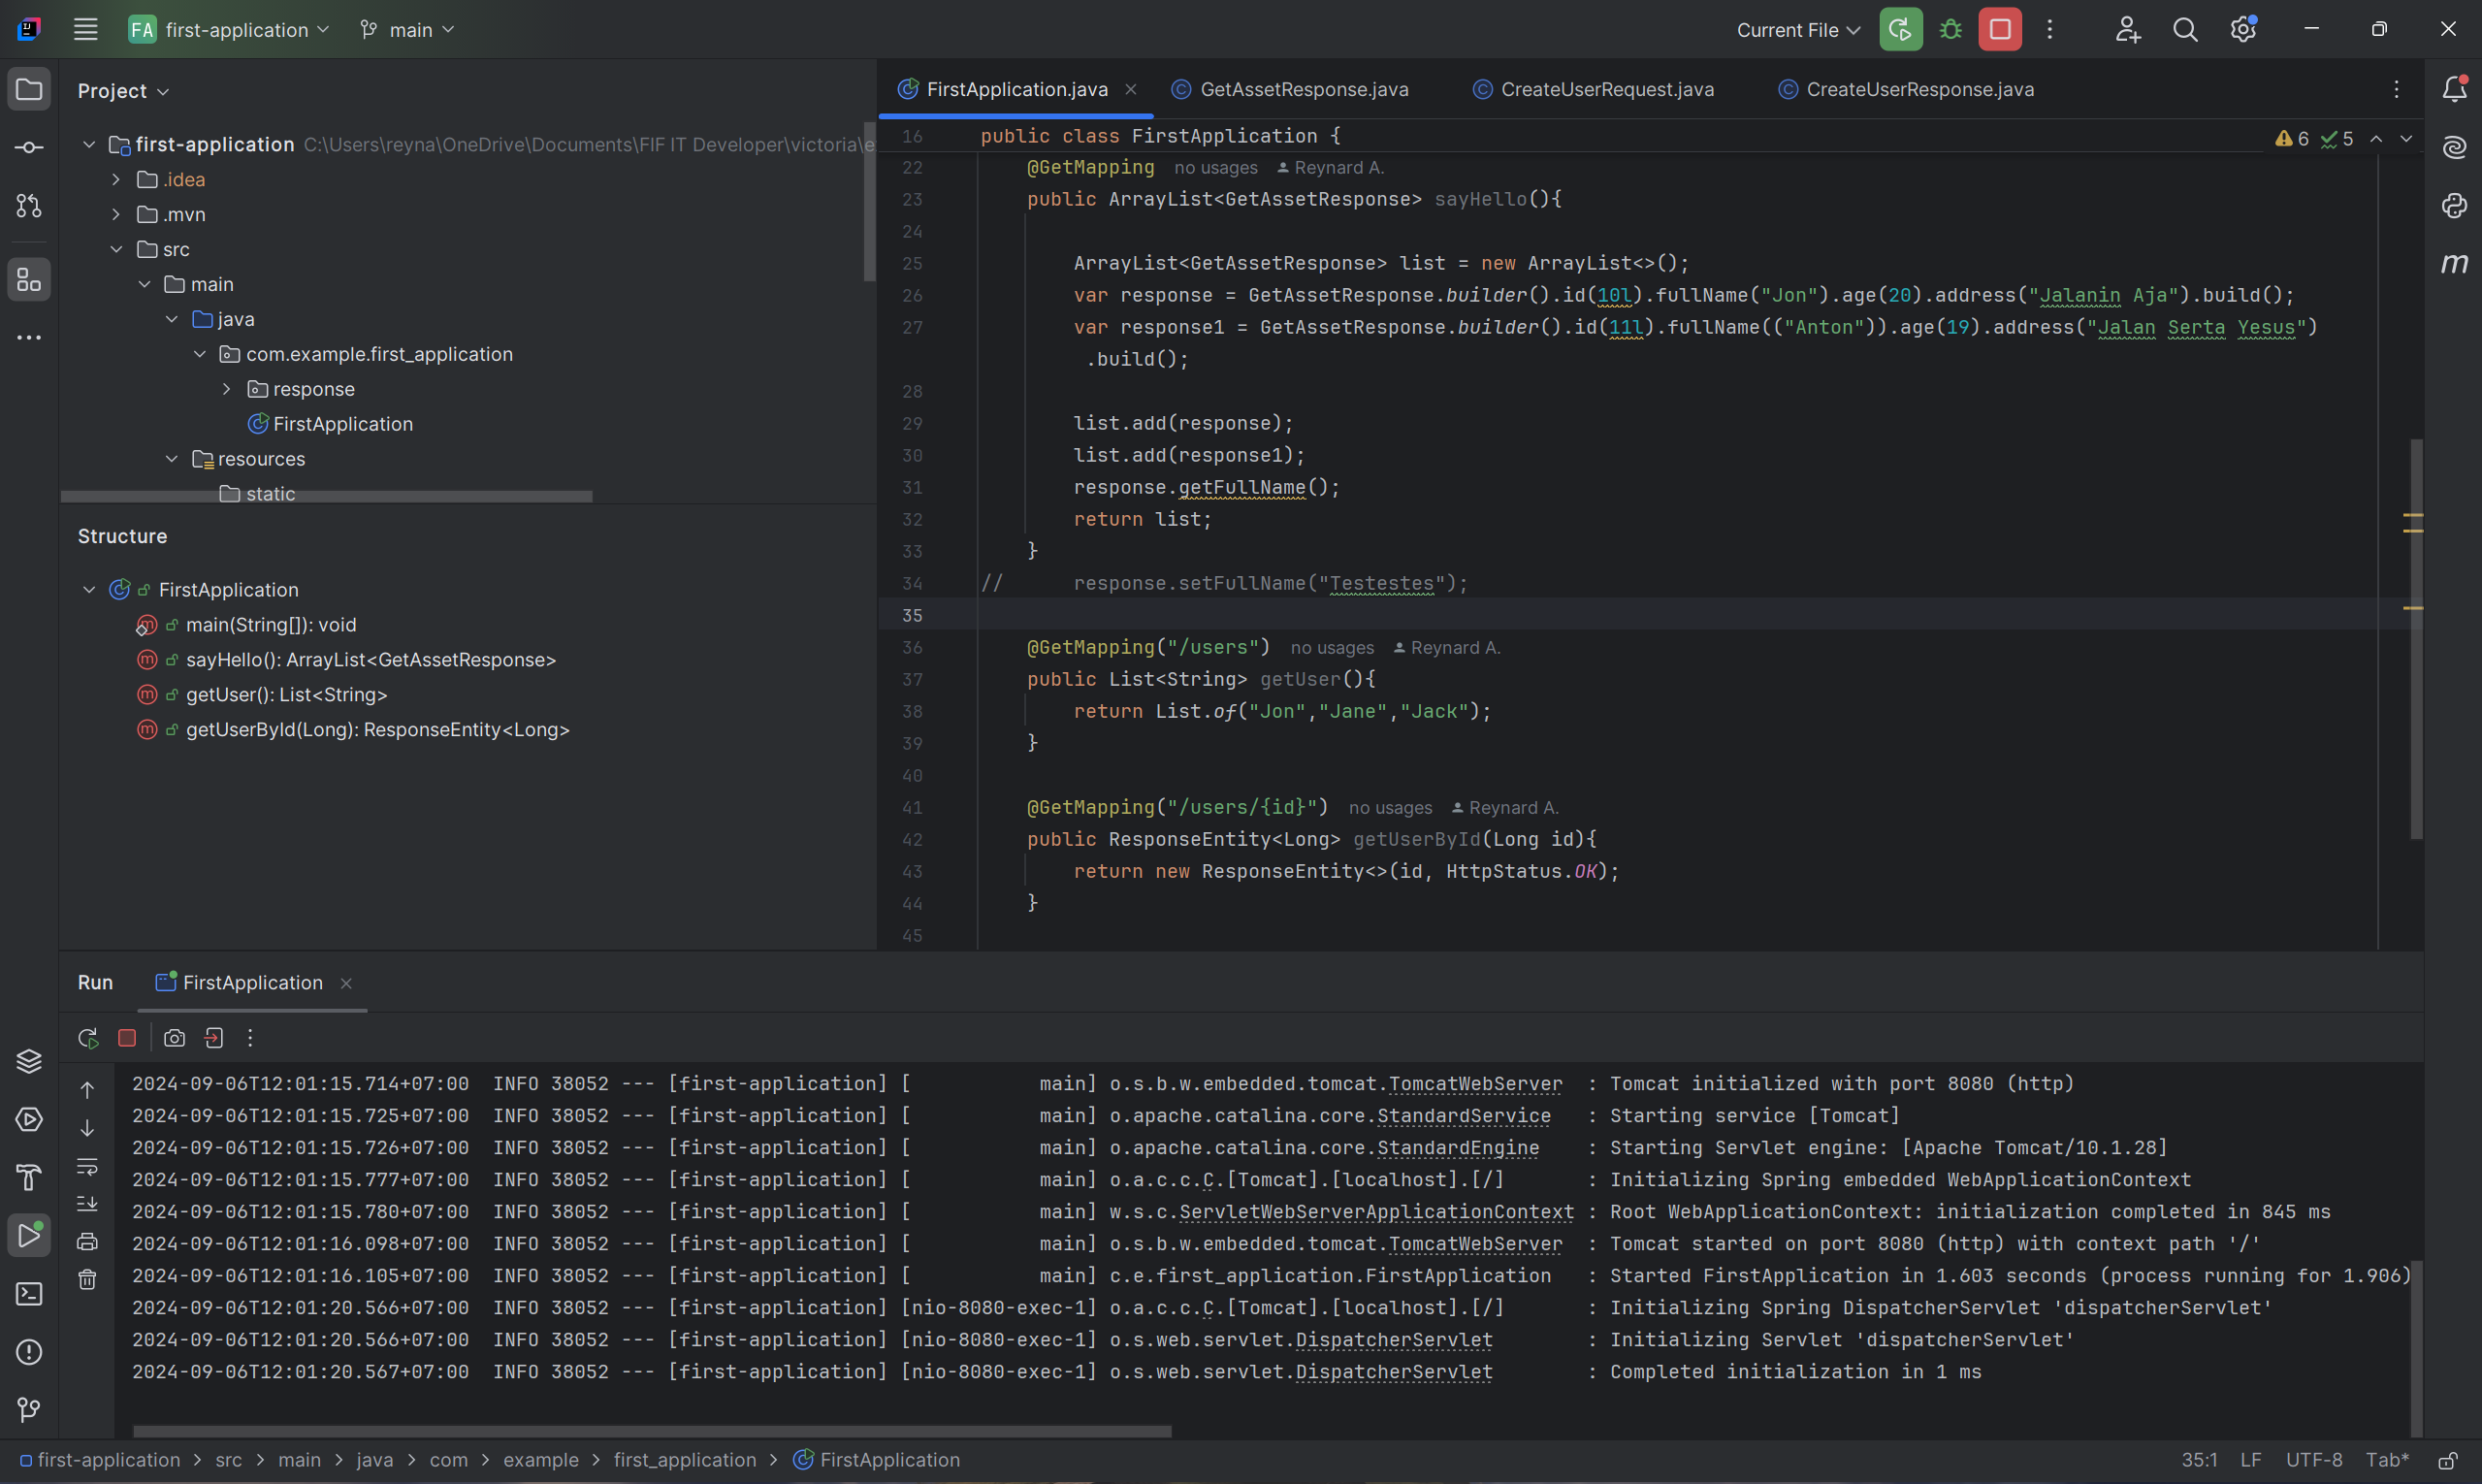 FA first-application main Current File
Project
first-application C:\Users\reyna\OneDrive\Documents\FIF IT Developer\victoria\e
.idea
.mvn
src
main
java
com.example.first_application
response
FirstApplication
resources
static
Structure
FirstApplication
main(String[]): void
sayHello(): ArrayList<GetAssetResponse>
getUser(): List<String>
getUserById(Long): ResponseEntity<Long>
FirstApplication.java GetAssetResponse.java CreateUserRequest.java CreateUserResponse.java
16 public class FirstApplication { 6 5
22 @GetMapping no usages Reynard A.
23 public ArrayList<GetAssetResponse> sayHello(){
24
25 ArrayList<GetAssetResponse> list = new ArrayList<>();
26 var response = GetAssetResponse.builder().id(10l).fullName("Jon").age(20).address("Jalanin Aja").build();
27 var response1 = GetAssetResponse.builder().id(11l).fullName(("Anton")).age(19).address("Jalan Serta Yesus")
.build();
28
29 list.add(response);
30 list.add(response1);
31 response.getFullName();
32 return list;
33 }
34 // response.setFullName("Testestes");
35
36 @GetMapping("/users") no usages Reynard A.
37 public List<String> getUser(){
38 return List.of("Jon","Jane","Jack");
39 }
40
41 @GetMapping("/users/{id}") no usages Reynard A.
42 public ResponseEntity<Long> getUserById(Long id){
43 return new ResponseEntity<>(id, HttpStatus.OK);
44 }
45
Run FirstApplication
2024-09-06T12:01:15.714+07:00 INFO 38052 --- [first-application] [ main] o.s.b.w.embedded.tomcat.TomcatWebServer : Tomcat initialized with port 8080 (http)
2024-09-06T12:01:15.725+07:00 INFO 38052 --- [first-application] [ main] o.apache.catalina.core.StandardService : Starting service [Tomcat]
2024-09-06T12:01:15.726+07:00 INFO 38052 --- [first-application] [ main] o.apache.catalina.core.StandardEngine : Starting Servlet engine: [Apache Tomcat/10.1.28]
2024-09-06T12:01:15.777+07:00 INFO 38052 --- [first-application] [ main] o.a.c.c.C.[Tomcat].[localhost].[/] : Initializing Spring embedded WebApplicationContext
2024-09-06T12:01:15.780+07:00 INFO 38052 --- [first-application] [ main] w.s.c.ServletWebServerApplicationContext : Root WebApplicationContext: initialization completed in 845 ms
2024-09-06T12:01:16.098+07:00 INFO 38052 --- [first-application] [ main] o.s.b.w.embedded.tomcat.TomcatWebServer : Tomcat started on port 8080 (http) with context path '/'
2024-09-06T12:01:16.105+07:00 INFO 38052 --- [first-application] [ main] c.e.first_application.FirstApplication : Started FirstApplication in 1.603 seconds (process running for 1.906)
2024-09-06T12:01:20.566+07:00 INFO 38052 --- [first-application] [nio-8080-exec-1] o.a.c.c.C.[Tomcat].[localhost].[/] : Initializing Spring DispatcherServlet 'dispatcherServlet'
2024-09-06T12:01:20.566+07:00 INFO 38052 --- [first-application] [nio-8080-exec-1] o.s.web.servlet.DispatcherServlet : Initializing Servlet 'dispatcherServlet'
2024-09-06T12:01:20.567+07:00 INFO 38052 --- [first-application] [nio-8080-exec-1] o.s.web.servlet.DispatcherServlet : Completed initialization in 1 ms
first-application > src > main > java > com > example > first_application > FirstApplication 35:1 LF UTF-8 Tab*